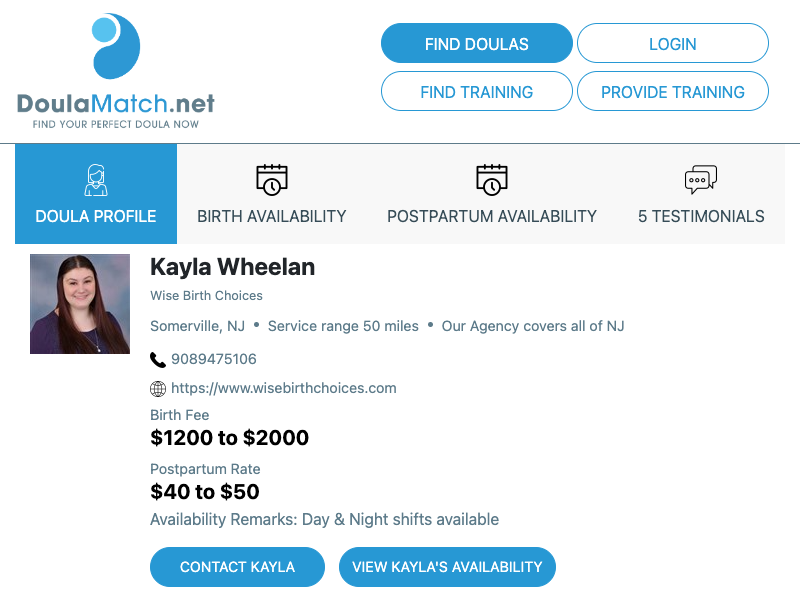 DoulaMatch.net
FIND YOUR PERFECT DOULA NOW
FIND DOULAS
LOGIN
FIND TRAINING
PROVIDE TRAINING
DOULA PROFILE
BIRTH AVAILABILITY
POSTPARTUM AVAILABILITY
5 TESTIMONIALS
Kayla Wheelan
Wise Birth Choices
Somerville, NJ • Service range 50 miles • Our Agency covers all of NJ
9089475106
https://www.wisebirthchoices.com
Birth Fee
$1200 to $2000
Postpartum Rate
$40 to $50
Availability Remarks: Day & Night shifts available
CONTACT KAYLA
VIEW KAYLA'S AVAILABILITY